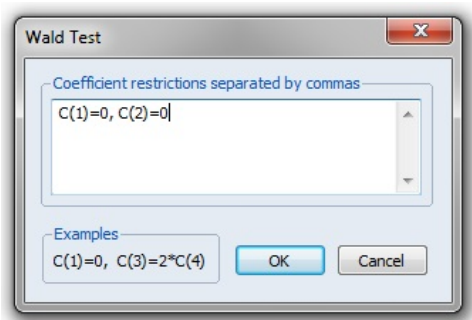 Wald Test
Coefficient restrictions separated by commas
C(1)=0, C(2)=0
Examples
C(1)=0, C(3)=2*C(4)
OK
Cancel